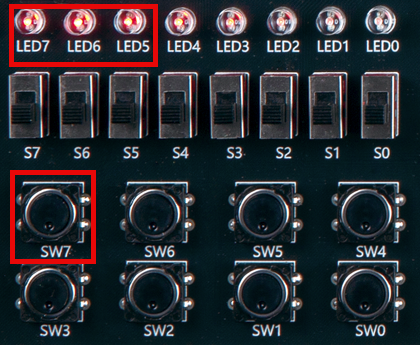 LED7 LED6 LED5 LED4 LED3 LED2 LED1 LED0
S7 S6 S5 S4 S3 S2 S1 S0
SW7 SW6 SW5 SW4
SW3 SW2 SW1 SW0